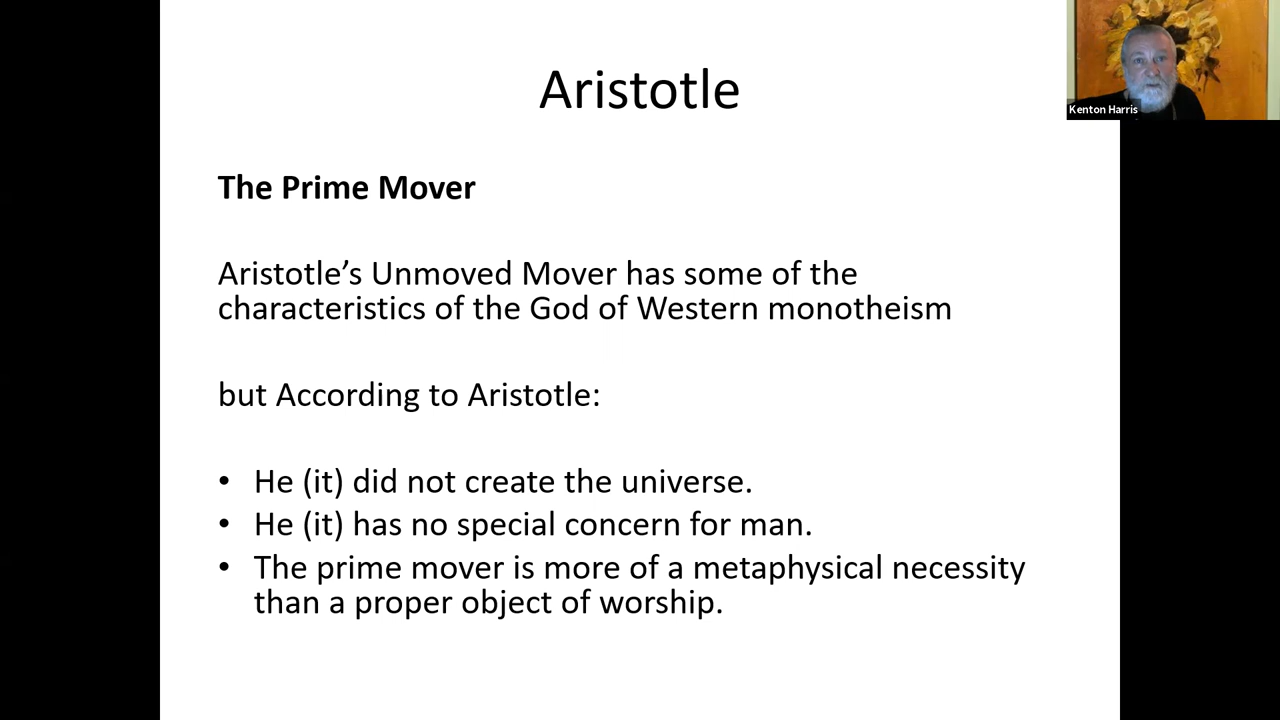 Aristotle
Kenton Harris
The Prime Mover
Aristotle’s Unmoved Mover has some of the
characteristics of the God of Western monotheism
but According to Aristotle:
• He (it) did not create the universe.
• He (it) has no special concern for man.
• The prime mover is more of a metaphysical necessity
than a proper object of worship.